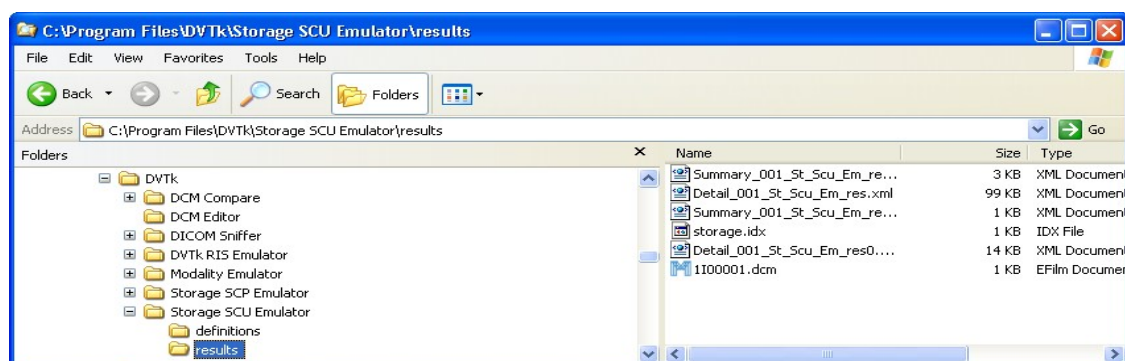 C:\Program Files\DVTk\Storage SCU Emulator\results
File Edit View Favorites Tools Help
Back Search Folders
Address C:\Program Files\DVTk\Storage SCU Emulator\results Go
Folders
DVTk
DCM Compare
DCM Editor
DICOM Sniffer
DVTk RIS Emulator
Modality Emulator
Storage SCP Emulator
Storage SCU Emulator
definitions
results
Name Size Type
Summary_001_St_Scu_Em_re... 3 KB XML Documen
Detail_001_St_Scu_Em_res.xml 99 KB XML Documen
Summary_001_St_Scu_Em_re... 1 KB XML Documen
storage.idx 1 KB IDX File
Detail_001_St_Scu_Em_res0.... 14 KB XML Documen
1I00001.dcm 1 KB EFilm Documen